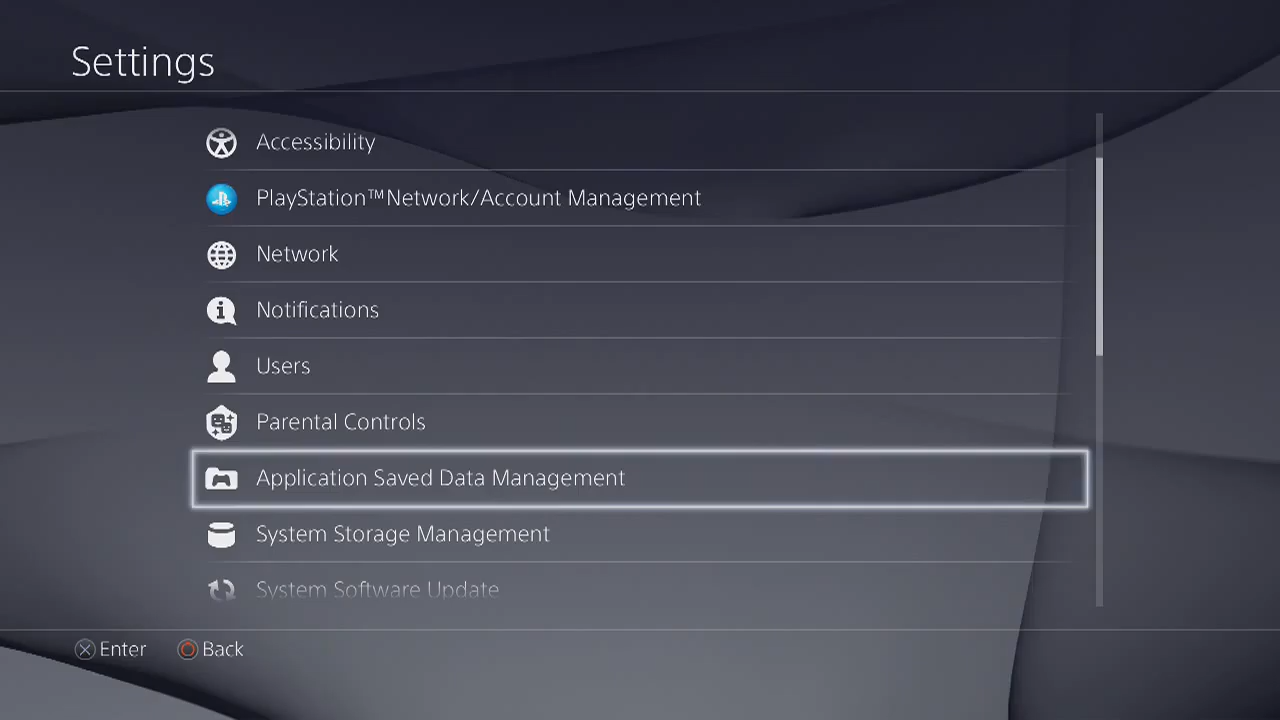 Settings
Accessibility
PlayStation™Network/Account Management
Network
Notifications
Users
Parental Controls
Application Saved Data Management
System Storage Management
System Software Update
Enter Back